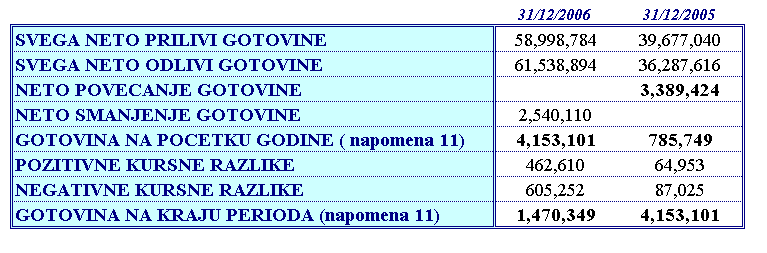 31/12/2006 31/12/2005
SVEGA NETO PRILIVI GOTOVINE 58,998,784 39,677,040
SVEGA NETO ODLIVI GOTOVINE 61,538,894 36,287,616
NETO POVECANJE GOTOVINE 3,389,424
NETO SMANJENJE GOTOVINE 2,540,110
GOTOVINA NA POCETKU GODINE ( napomena 11) 4,153,101 785,749
POZITIVNE KURSNE RAZLIKE 462,610 64,953
NEGATIVNE KURSNE RAZLIKE 605,252 87,025
GOTOVINA NA KRAJU PERIODA (napomena 11) 1,470,349 4,153,101